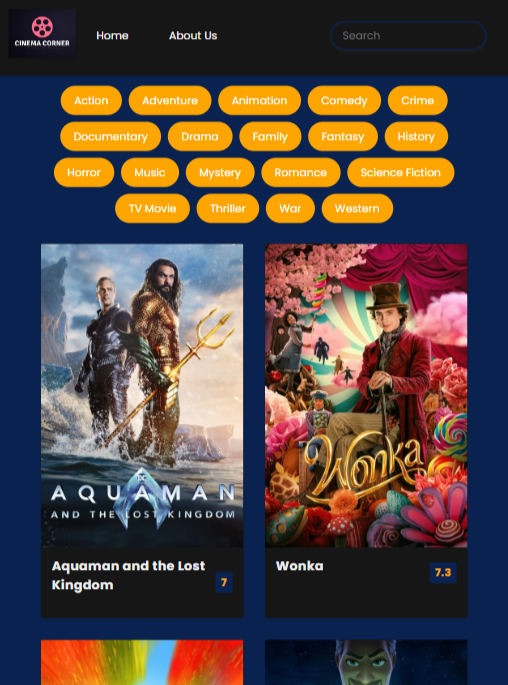 CINEMA CORNER
Home
About Us
Search
Action
Adventure
Animation
Comedy
Crime
Documentary
Drama
Family
Fantasy
History
Horror
Music
Mystery
Romance
Science Fiction
TV Movie
Thriller
War
Western
DC
AQUAMAN
AND THE LOST KINGDOM
Wonka
Aquaman and the Lost
Kingdom
7
Wonka
7.3